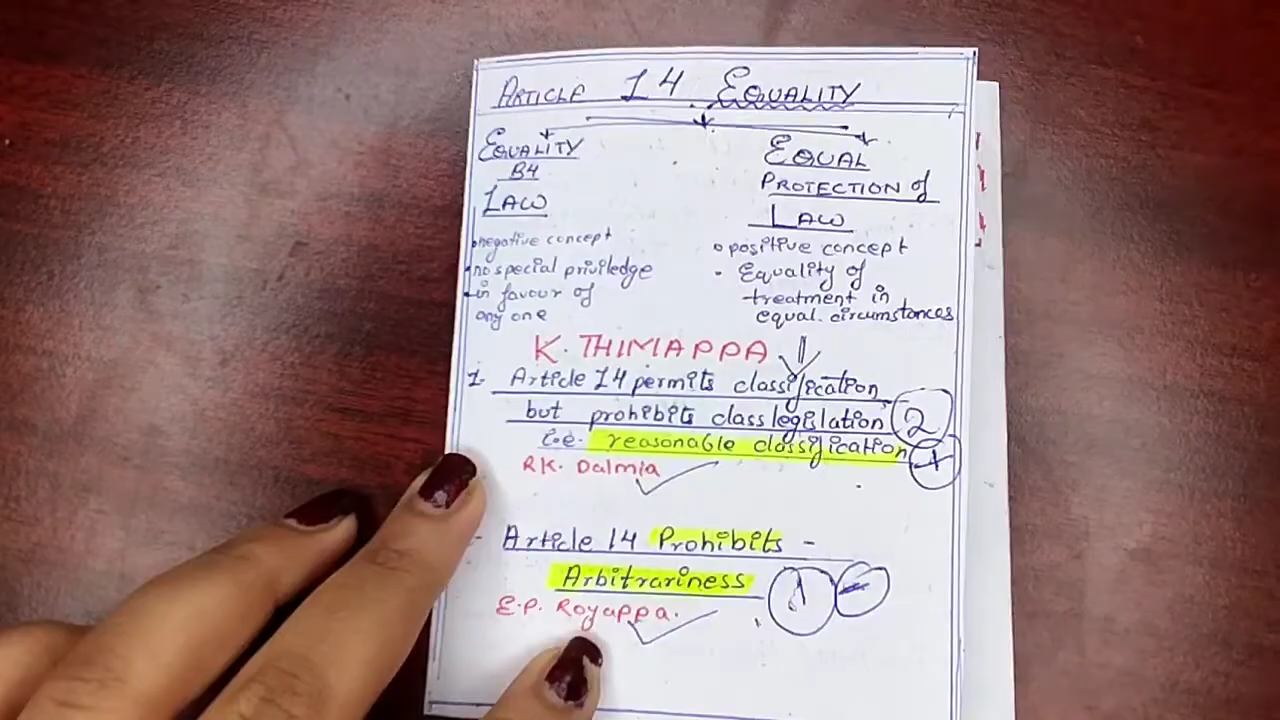 ARTICLE 14 EQUALITY
EQUALITY
B4
LAW
negative concept
no special priviledge
in favour of
any one
EQUAL
PROTECTION of
LAW
positive concept
Equality of
treatment in
equal. circumstances
K. THIMAPPA
1. Article 14 permits classification
but prohibits class legislation 2
i.e. reasonable classification +
RK. Dalmia
Article 14 Prohibits -
Arbitrariness
E.P. Royappa.